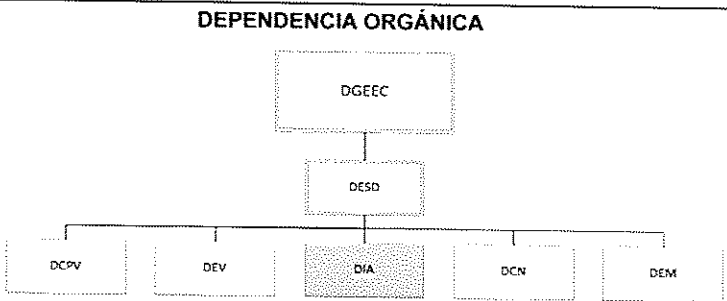 DEPENDENCIA ORGÁNICA
DGEEC
DESD
DCPV DEV DIA DCN DEM